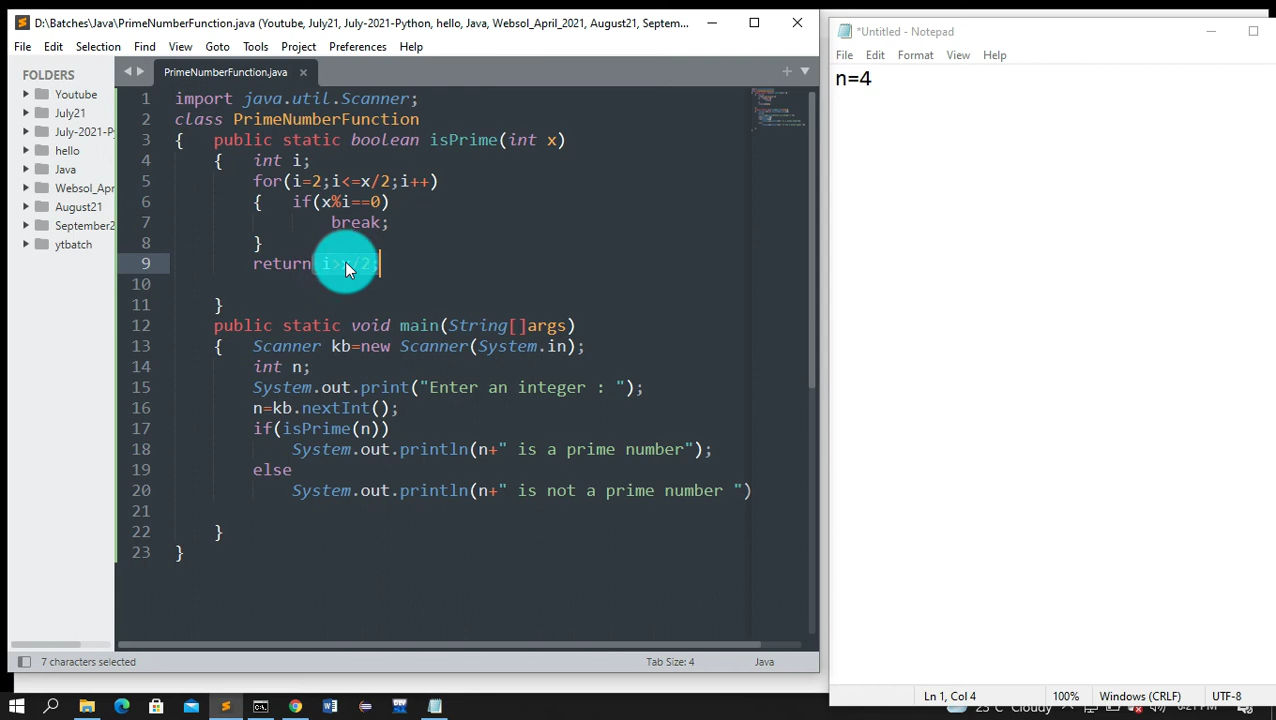 D:\Batches\Java\PrimeNumberFunction.java (Youtube, July21, July-2021-Python, hello, Java, Websol_April_2021, August21, Septem...
File Edit Selection Find View Goto Tools Project Preferences Help
FOLDERS
Youtube
July21
July-2021-P
hello
Java
Websol_Apr
August21
September2
ytbatch
PrimeNumberFunction.java
1 import java.util.Scanner;
2 class PrimeNumberFunction
3 { public static boolean isPrime(int x)
4 { int i;
5 for(i=2;i<=x/2;i++)
6 { if(x%i==0)
7 break;
8 }
9 return i>x/2;
10
11 }
12 public static void main(String[]args)
13 { Scanner kb=new Scanner(System.in);
14 int n;
15 System.out.print("Enter an integer : ");
16 n=kb.nextInt();
17 if(isPrime(n))
18 System.out.println(n+" is a prime number");
19 else
20 System.out.println(n+" is not a prime number ")
21
22 }
23 }
7 characters selected Tab Size: 4 Java
*Untitled - Notepad
File Edit Format View Help
n=4
Ln 1, Col 4 100% Windows (CRLF) UTF-8